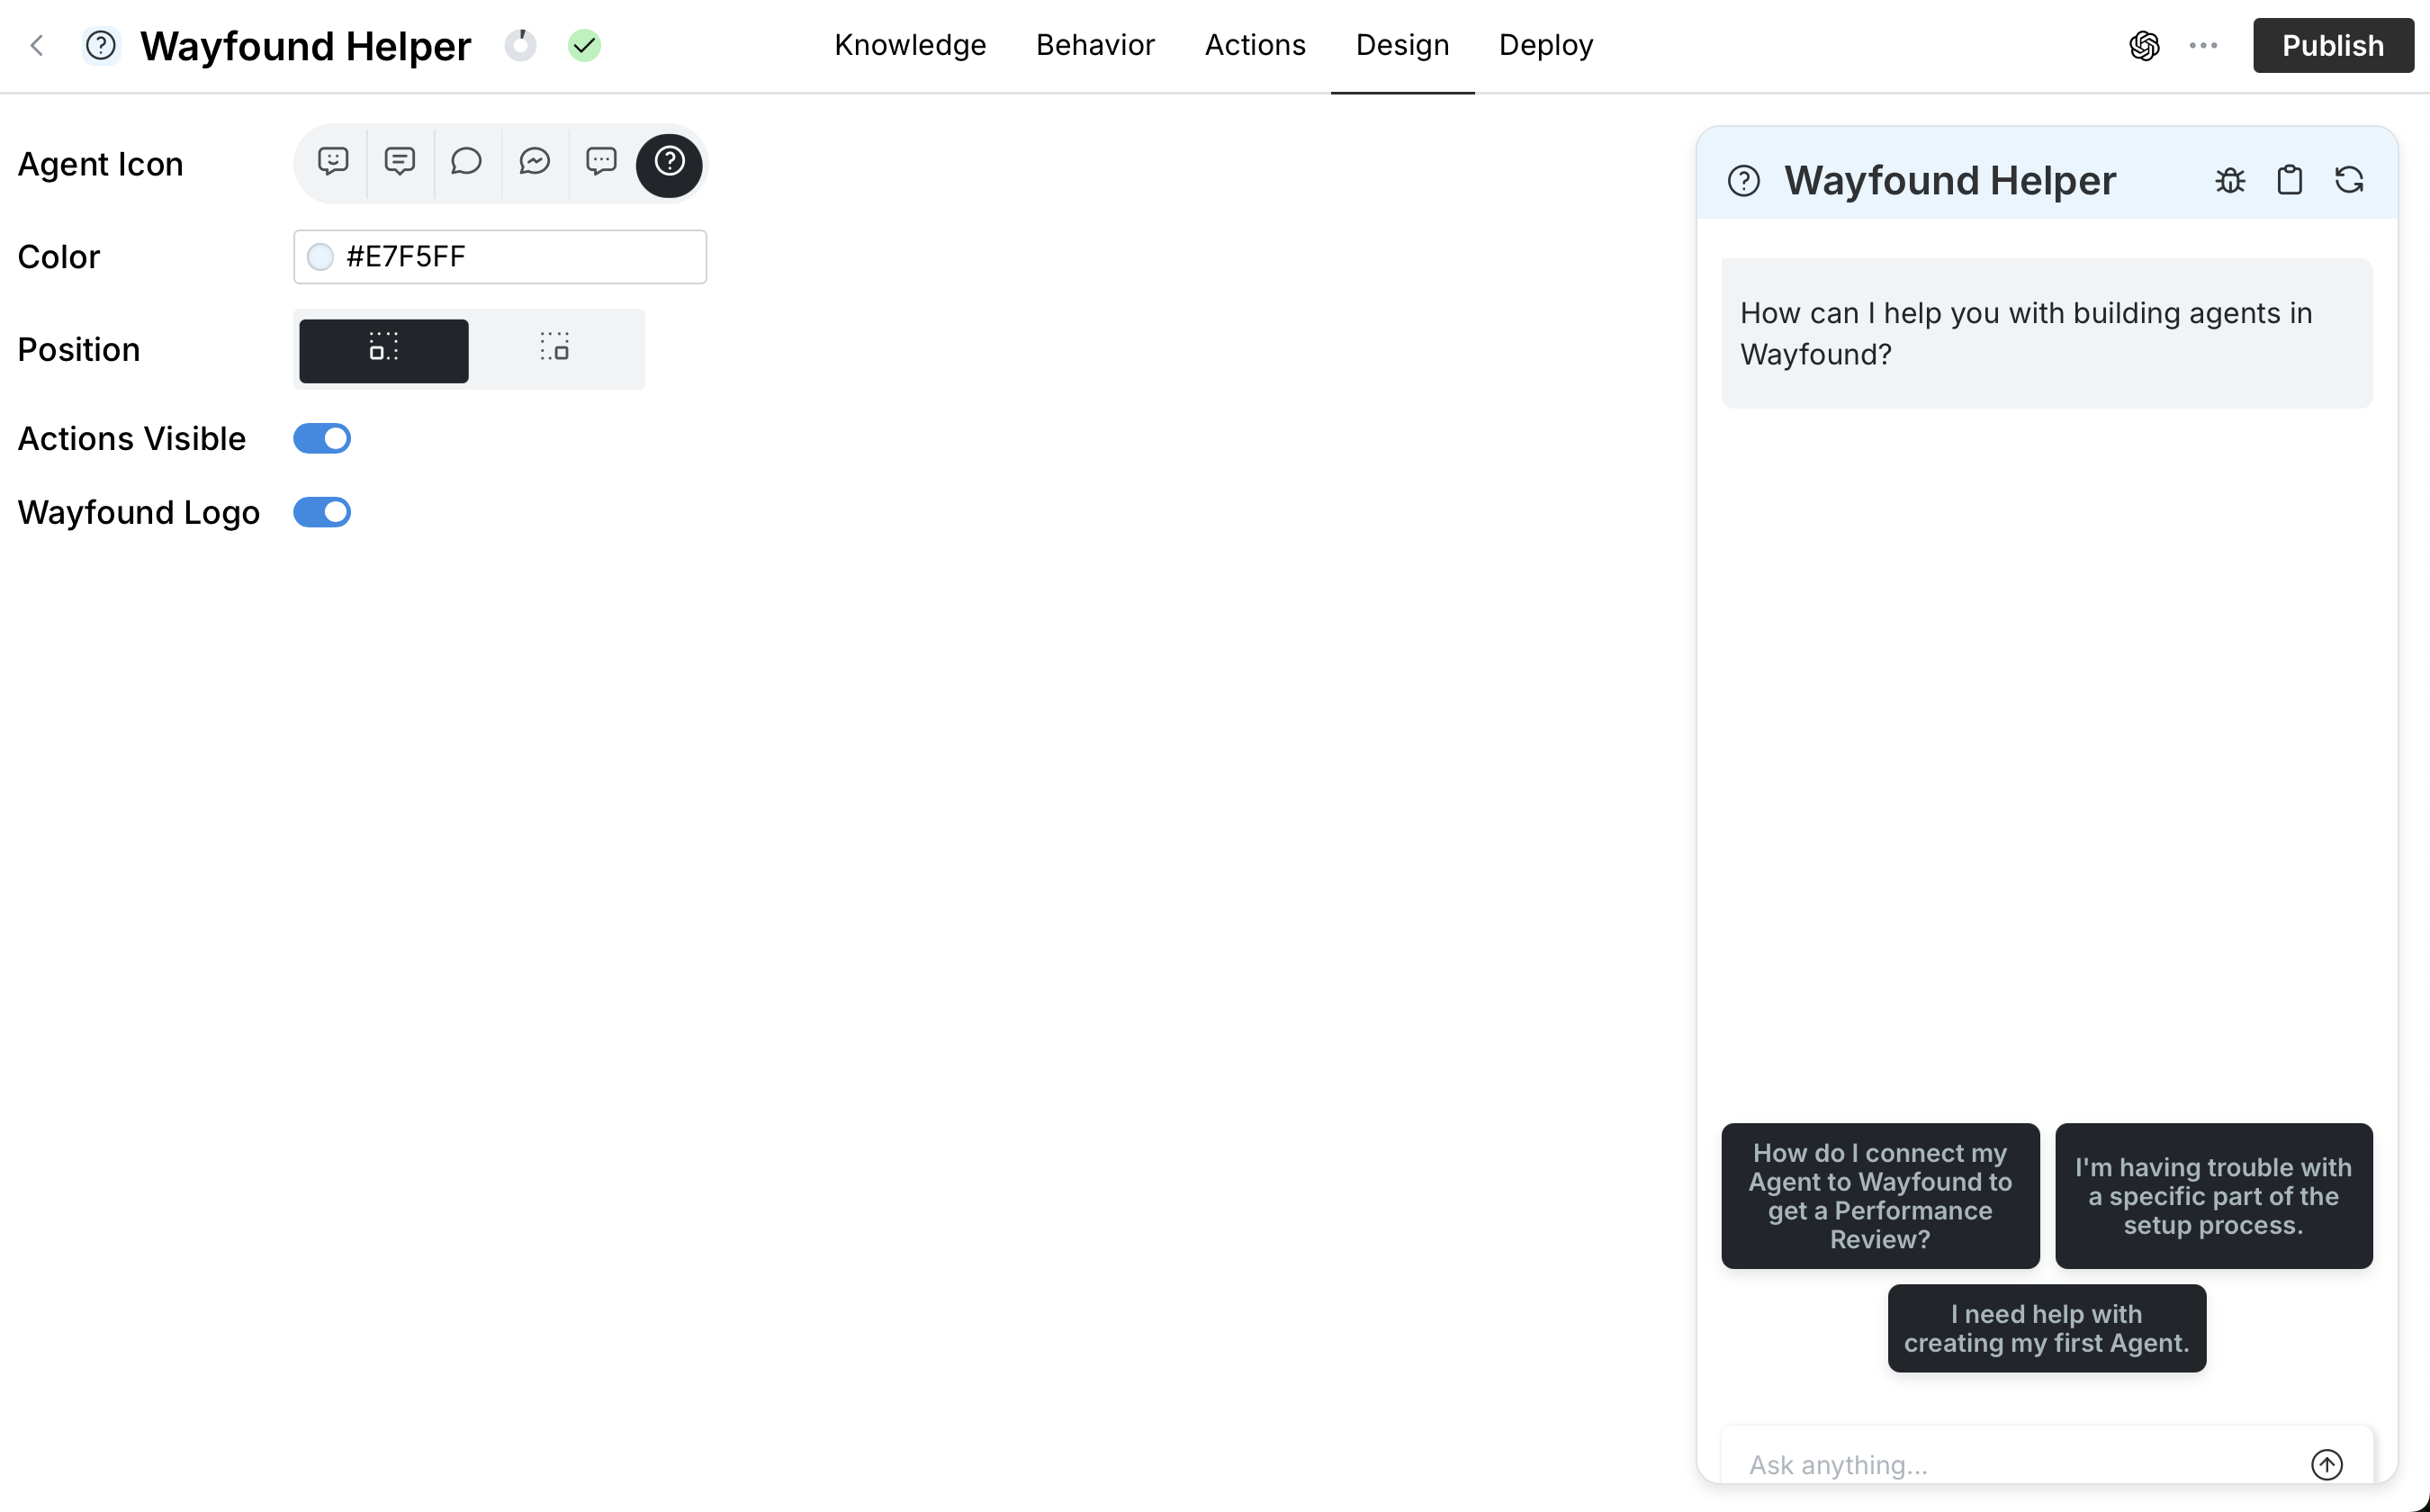 Wayfound Helper
Knowledge
Behavior
Actions
Design
Deploy
Publish
Agent Icon
Color
#E7F5FF
Position
Actions Visible
Wayfound Logo
Wayfound Helper
How can I help you with building agents in
Wayfound?
How do I connect my
Agent to Wayfound to
get a Performance
Review?
I'm having trouble with
a specific part of the
setup process.
I need help with
creating my first Agent.
Ask anything...